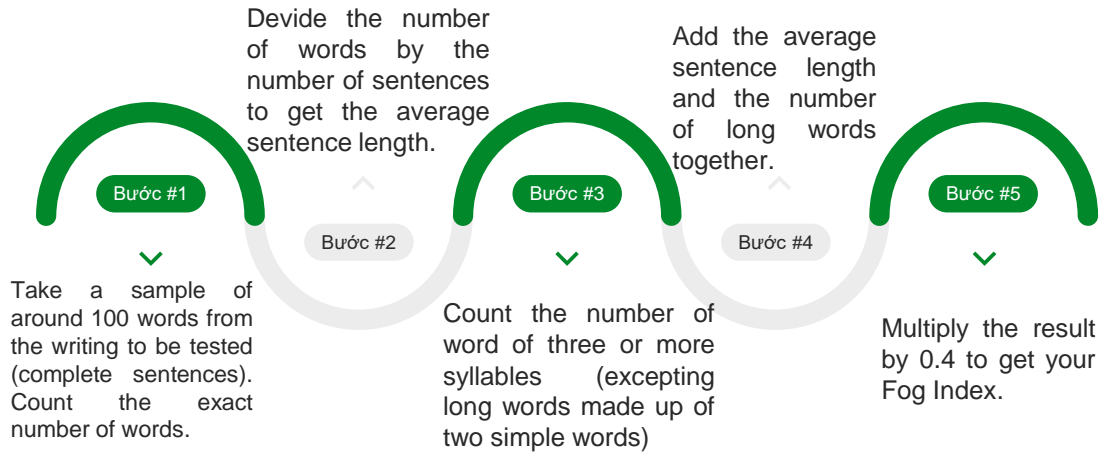 Bước #1
Take a sample of
around 100 words from
the writing to be tested
(complete sentences).
Count the exact
number of words.
Devide the number
of words by the
number of sentences
to get the average
sentence length.
Bước #2
Bước #3
Count the number of
word of three or more
syllables (excepting
long words made up of
two simple words)
Add the average
sentence length
and the number
of long words
together.
Bước #4
Bước #5
Multiply the result
by 0.4 to get your
Fog Index.